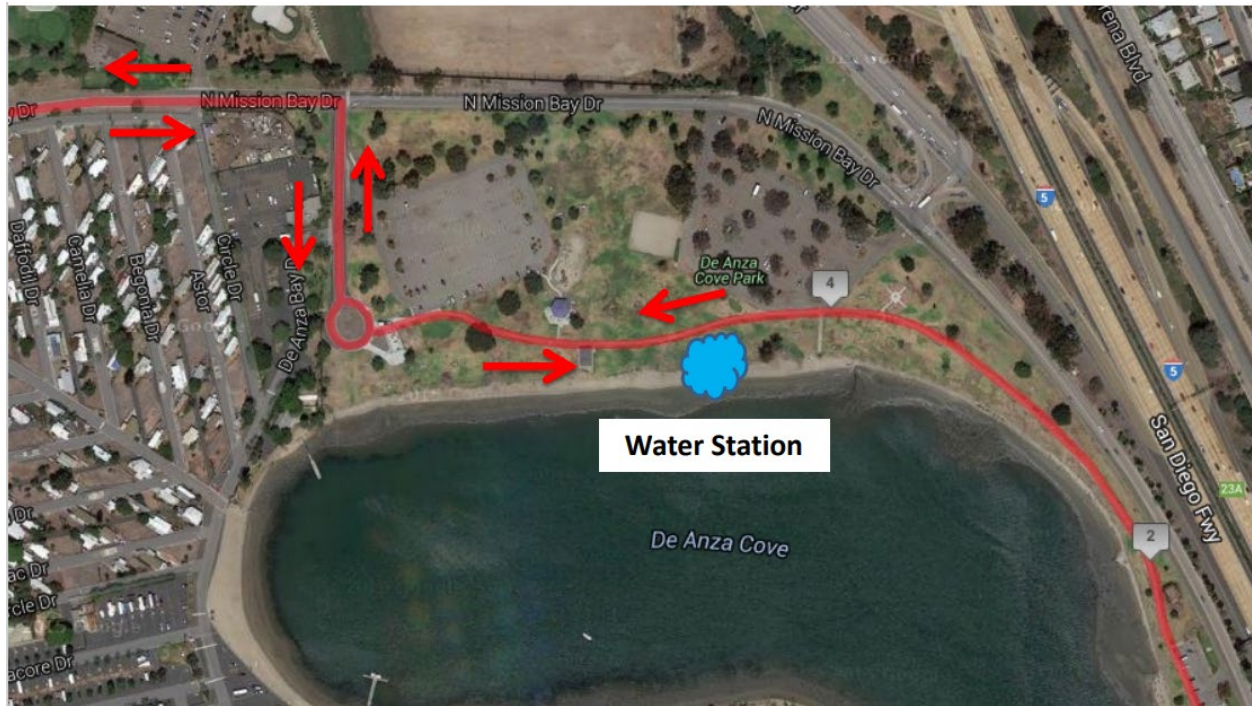 N Mission Bay Dr
N Mission Bay Dr
N Mission Bay Dr
y Dr
5
rena Blvd
De Anza
Cove Park
4
Daffodil Dr
Camelia Dr
Begonia Dr
Astor
Circle Dr
De Anza Bay D
5
San Diego Fwy
23A
Water Station
De Anza Cove
2
Dr
ac Dr
rcle Dr
acore Dr